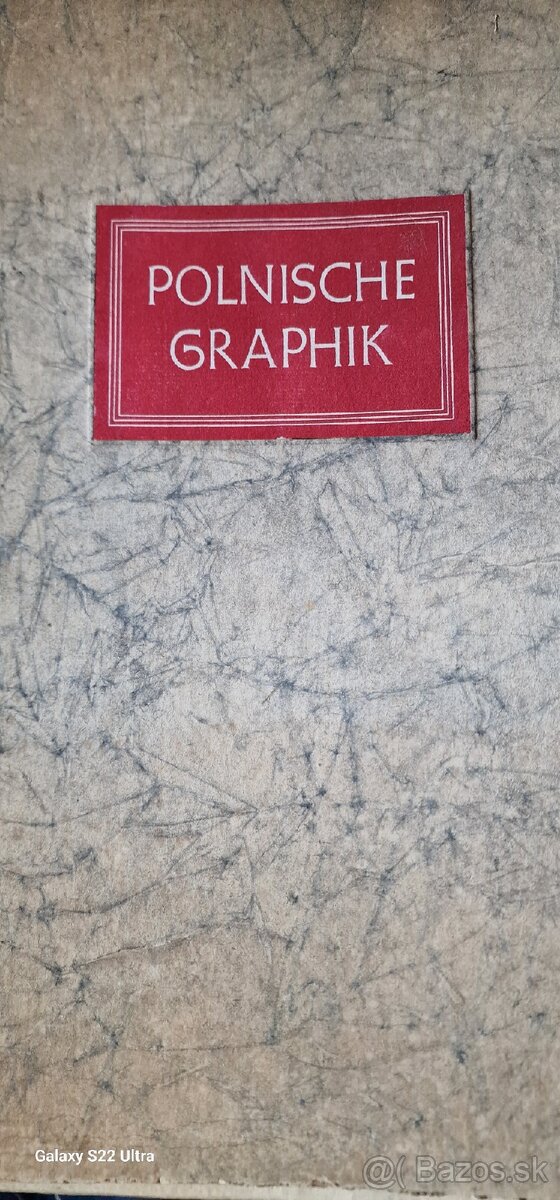 POLNISCHE
GRAPHIK
Galaxy S22 Ultra
@( Bazos.sk